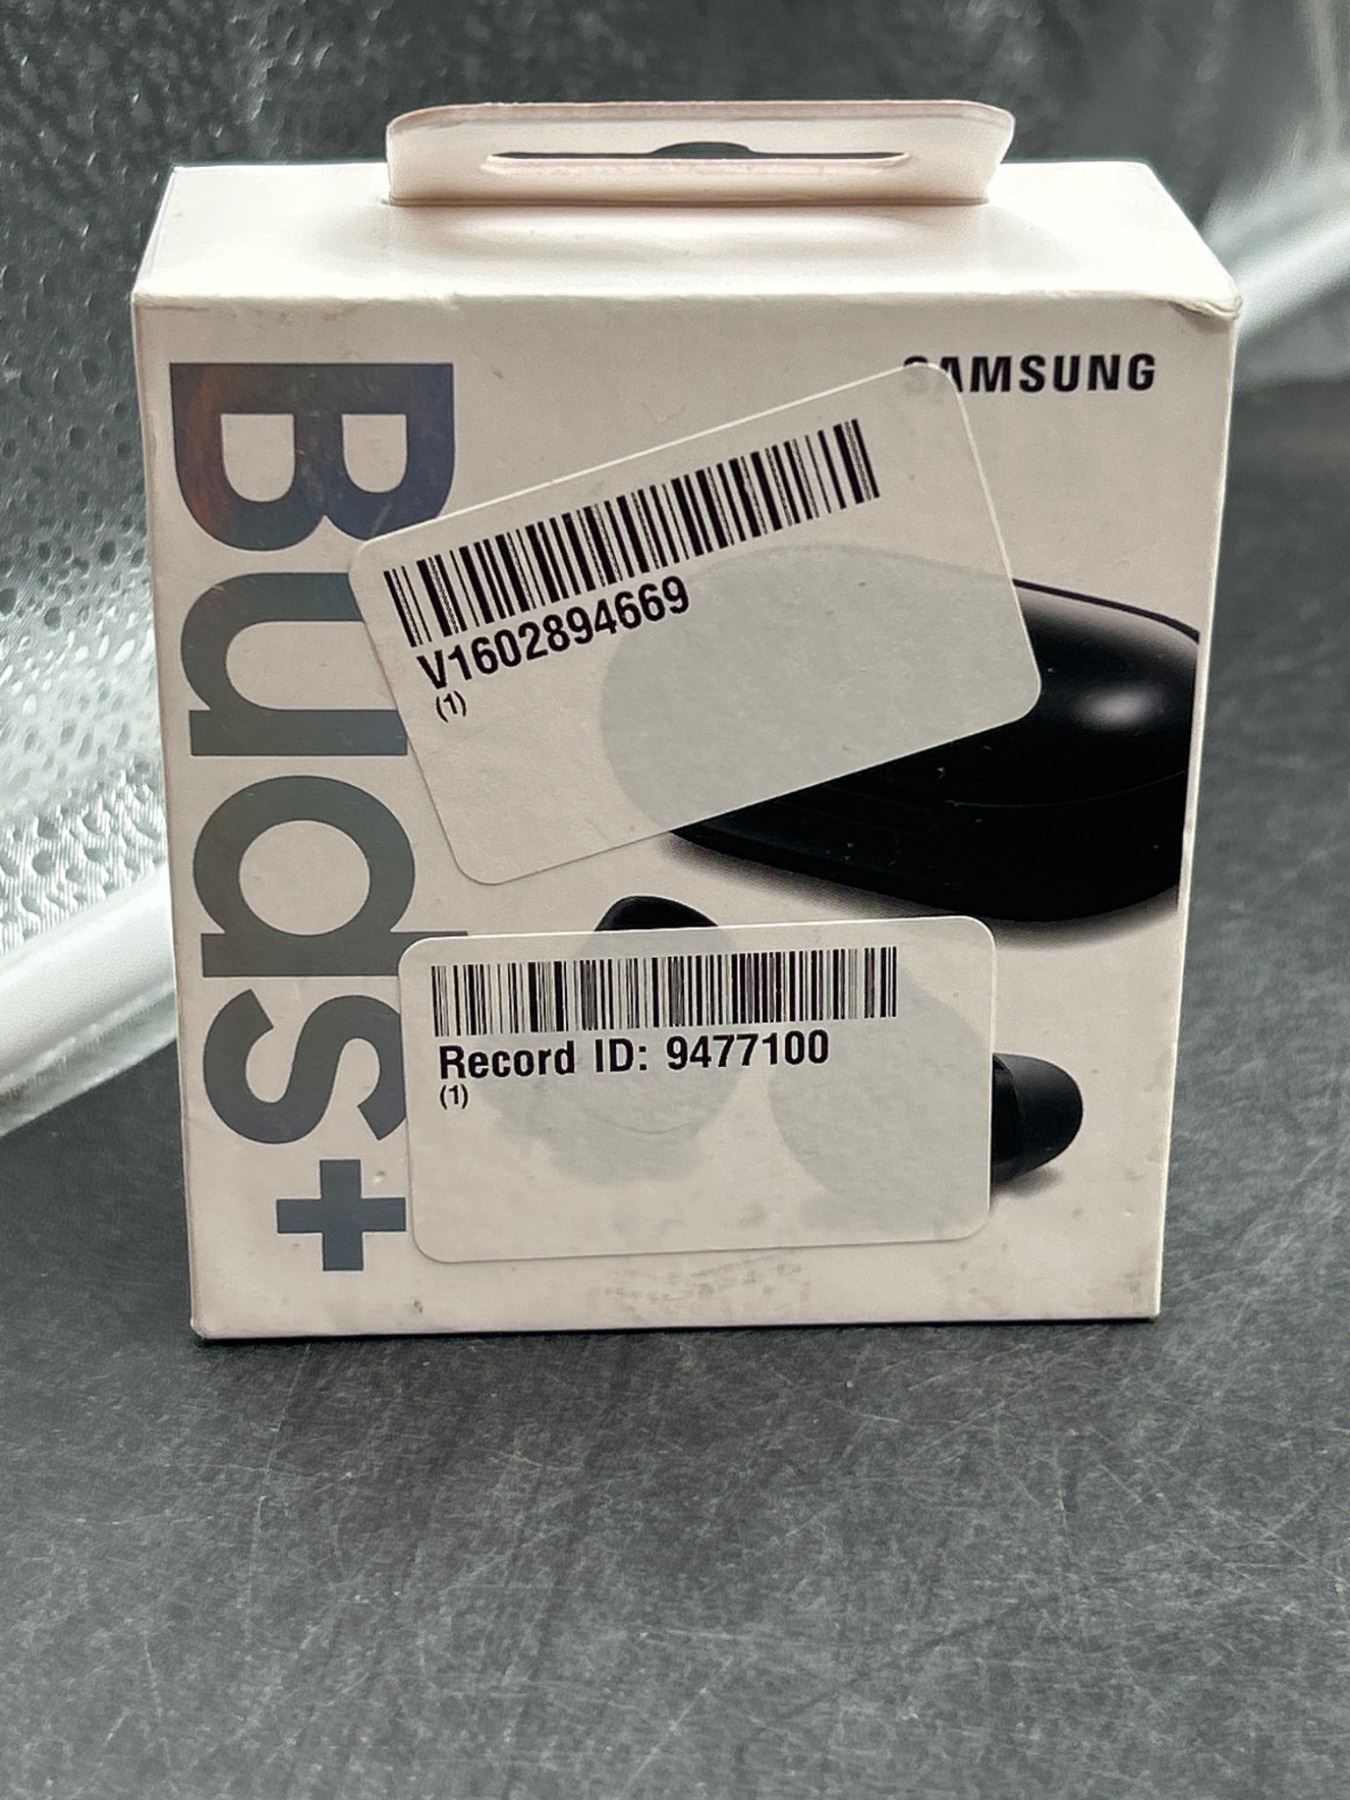 SAMSUNG
Buds+
V1602894669
(1)
Record ID: 9477100
(1)